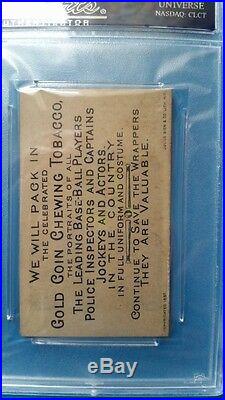 UNIVERSE
NASDAQ: CLCT
AUTHENTICATOR
WE WILL PACK IN
THE CELEBRATED
GOLD COIN CHEWING TOBACCO,
THE PORTRAITS OF ALL
THE LEADING BASE-BALL PLAYERS
POLICE INSPECTORS AND CAPTAINS
JOCKEYS AND ACTORS
IN THE COUNTRY
IN FULL UNIFORM AND COSTUME.
CONTINUE TO SAVE THE WRAPPERS
THEY ARE VALUABLE.